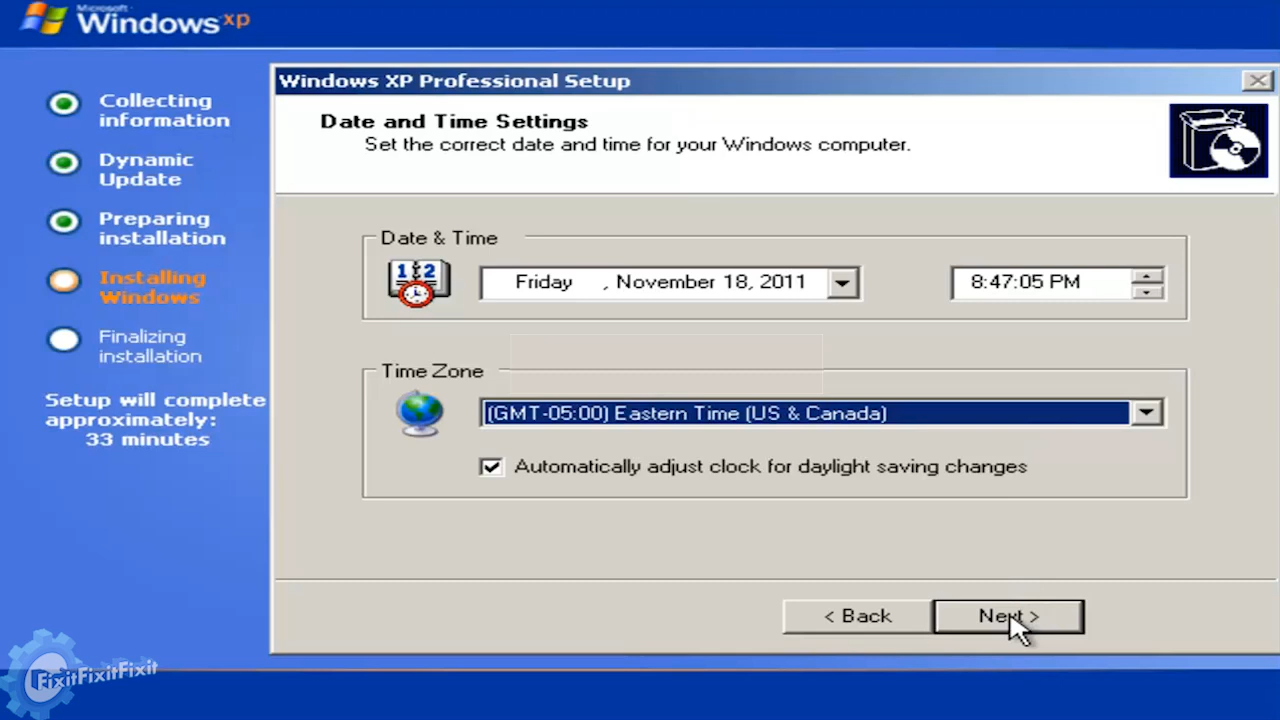 Microsoft
Windows xp
Collecting
information
Dynamic
Update
Preparing
installation
Installing
Windows
Finalizing
installation
Setup will complete
approximately:
33 minutes
Windows XP Professional Setup
Date and Time Settings
Set the correct date and time for your Windows computer.
Date & Time
12
Friday , November 18, 2011
8:47:05 PM
Time Zone
(GMT-05:00) Eastern Time (US & Canada)
Automatically adjust clock for daylight saving changes
< Back
Next >
FixitFixitFixit